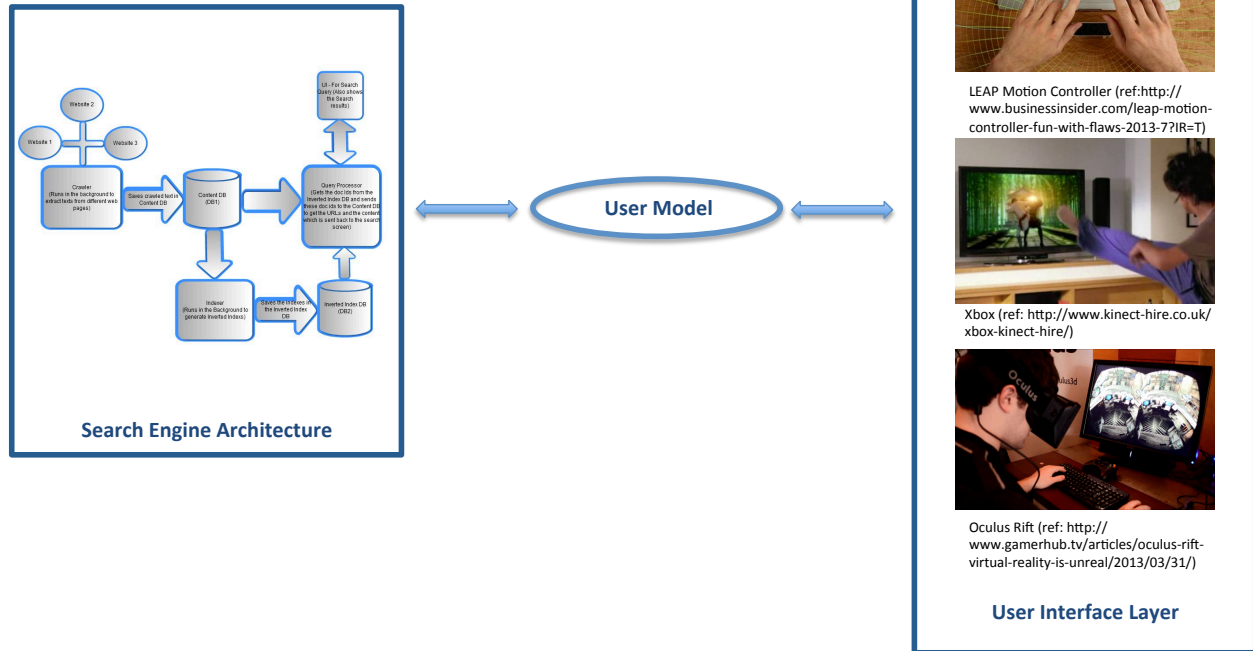 UI - For Search
Query (Also shows
the Search
results)
Website 2
Website 1
Website 3
Crawler
(Runs in the background to
extract texts from different web
pages)
Saves crawled text in
Content DB
Content DB
(DB1)
Query Processor
(Gets the doc Ids from the
Inverted Index DB and sends
these doc ids to the Content DB
to get the URLs and the content
which is sent back to the search
screen)
Indexer
(Runs in the Background to
generate Inverted Indexs)
Saves the Indexes in
the Inverted Index
DB
Inverted Index DB
(DB2)
Search Engine Architecture
User Model
LEAP Motion Controller (ref:http://
www.businessinsider.com/leap-motion-
controller-fun-with-flaws-2013-7?IR=T)
Xbox (ref: http://www.kinect-hire.co.uk/
xbox-kinect-hire/)
Oculus
Oculus Rift (ref: http://
www.gamerhub.tv/articles/oculus-rift-
virtual-reality-is-unreal/2013/03/31/)
User Interface Layer